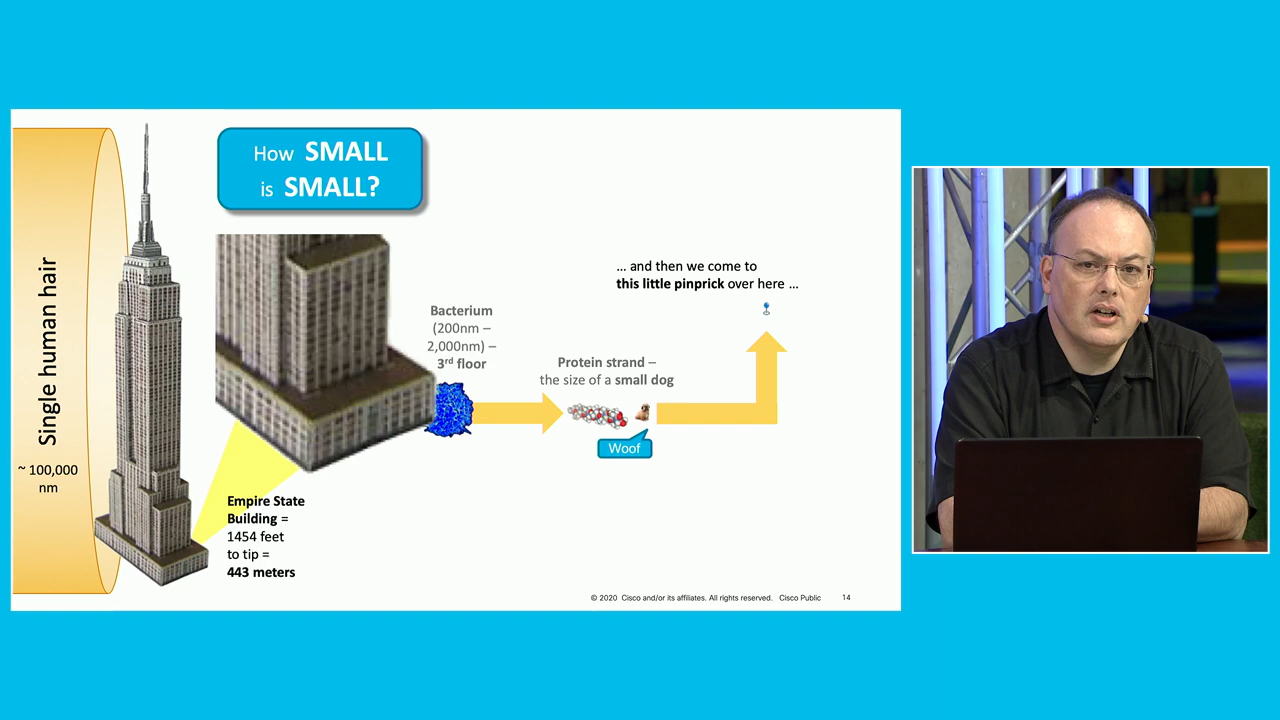 How SMALL
is SMALL?
Single human hair
~ 100,000
nm
Empire State
Building =
1454 feet
to tip =
443 meters
Bacterium
(200nm –
2,000nm) –
3rd floor
Protein strand –
the size of a small dog
Woof
… and then we come to
this little pinprick over here …
© 2020 Cisco and/or its affiliates. All rights reserved. Cisco Public 14